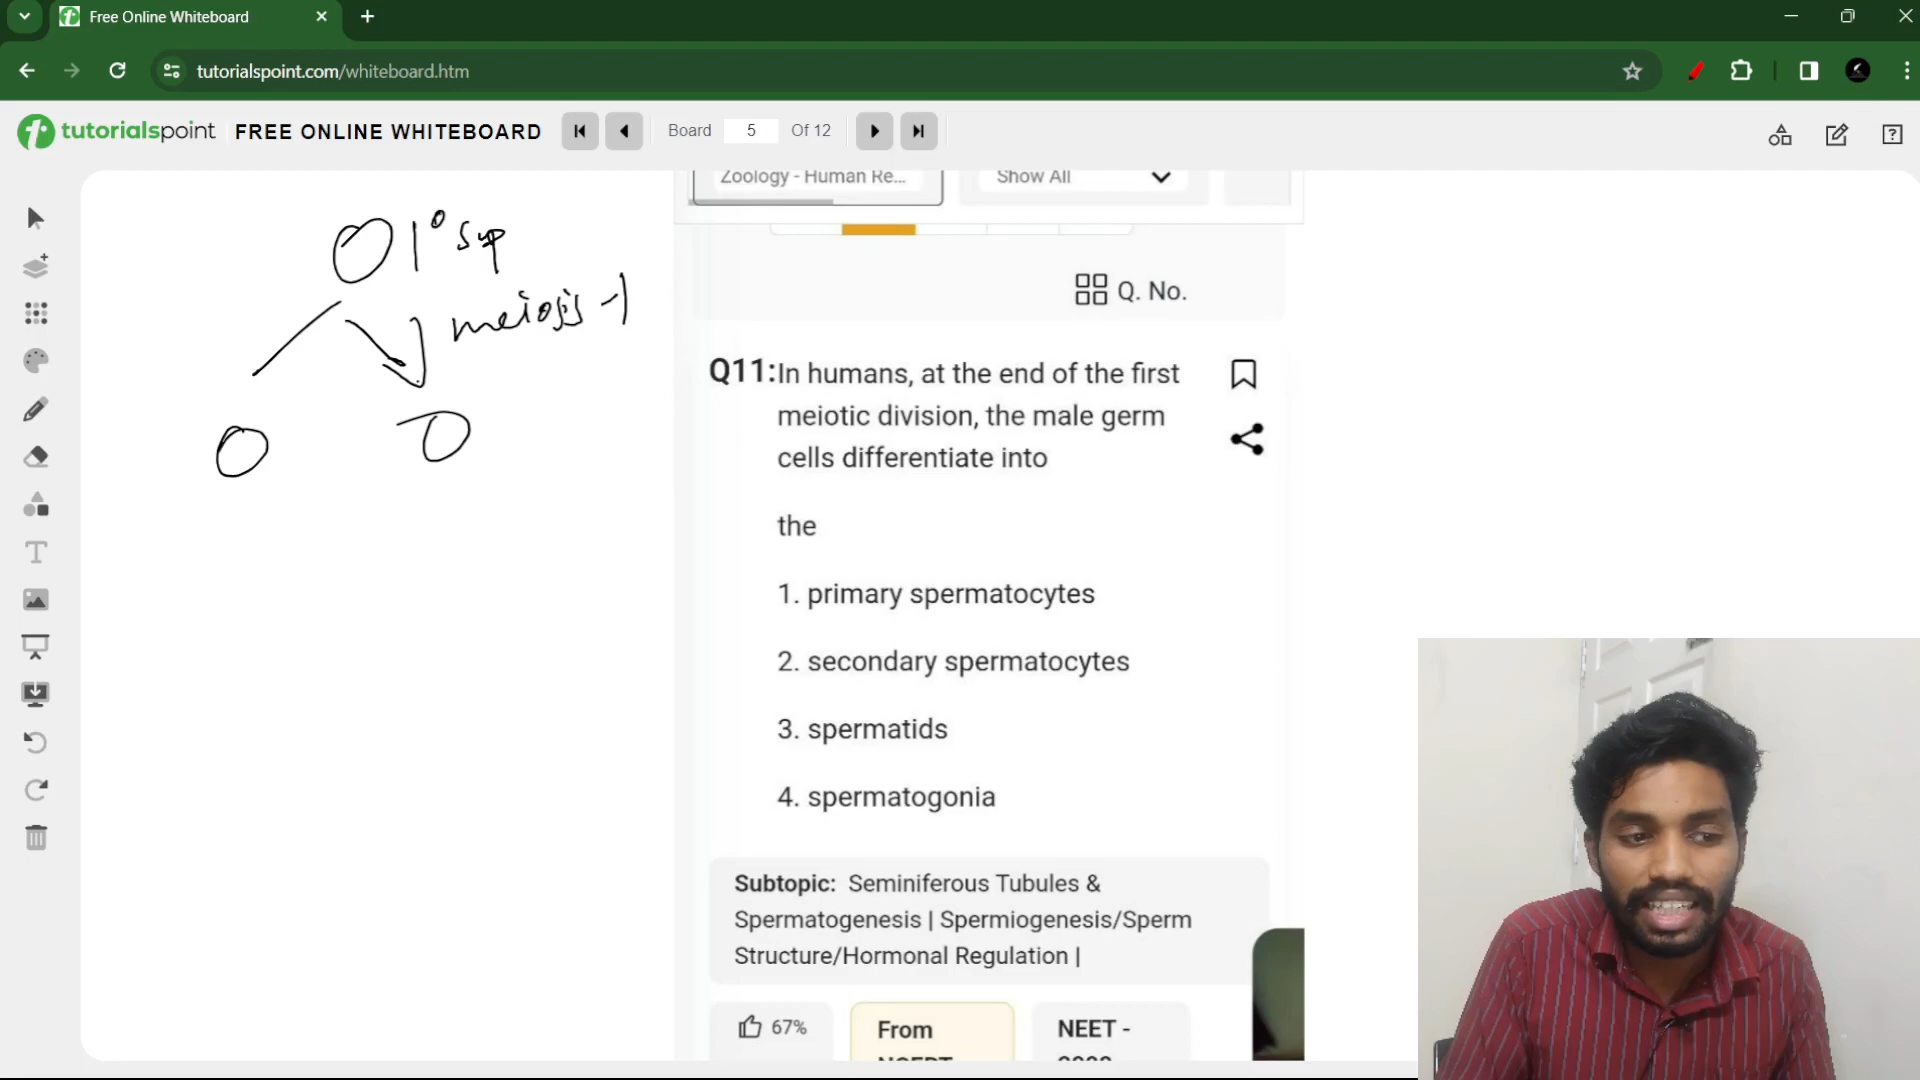 Free Online Whiteboard
tutorialspoint.com/whiteboard.htm
tutorialspoint FREE ONLINE WHITEBOARD Board 5 Of 12
Zoology - Human Re... Show All
1° sup
meiosis -1
Q. No.
Q11: In humans, at the end of the first
meiotic division, the male germ
cells differentiate into
the
1. primary spermatocytes
2. secondary spermatocytes
3. spermatids
4. spermatogonia
Subtopic: Seminiferous Tubules &
Spermatogenesis | Spermiogenesis/Sperm
Structure/Hormonal Regulation |
67% From NEET -